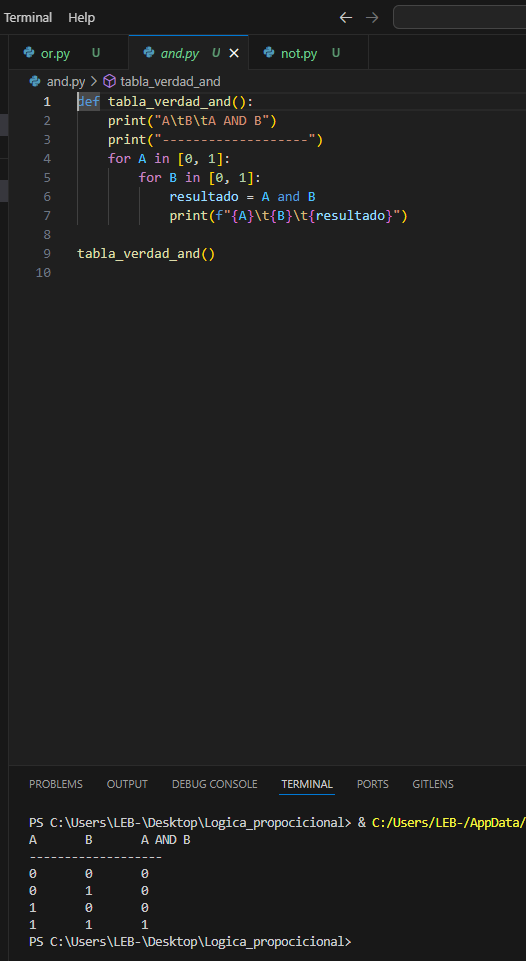 Terminal Help
or.py U and.py U not.py U
and.py > tabla_verdad_and
1 def tabla_verdad_and():
2     print("A\tB\tA AND B")
3     print("-------------------")
4     for A in [0, 1]:
5         for B in [0, 1]:
6             resultado = A and B
7             print(f"{A}\t{B}\t{resultado}")
8
9 tabla_verdad_and()
10
PROBLEMS OUTPUT DEBUG CONSOLE TERMINAL PORTS GITLENS
PS C:\Users\LEB-\Desktop\Logica_propocicional> & C:/Users/LEB-/AppData/
A       B       A AND B
-------------------
0       0       0
0       1       0
1       0       0
1       1       1
PS C:\Users\LEB-\Desktop\Logica_propocicional>